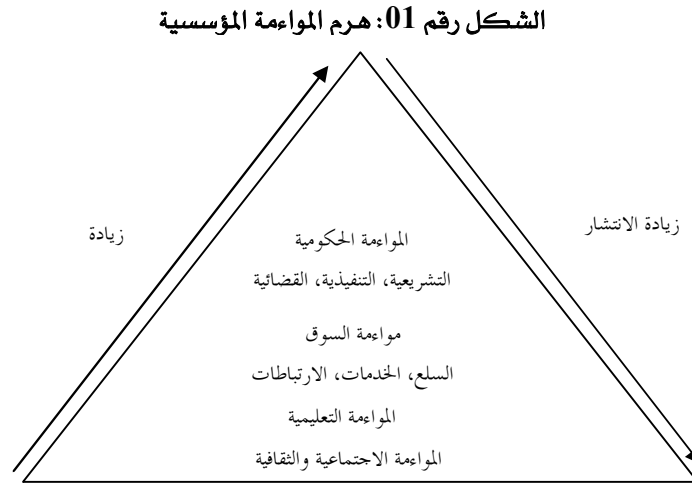 الشكل رقم 01: هرم المواءمة المؤسسية
زيادة الانتشار
زيادة
المواءمة الحكومية
التشريعية، التنفيذية، القضائية
مواءمة السوق
السلع، الخدمات، الارتباطات
المواءمة التعليمية
المواءمة الاجتماعية والثقافية